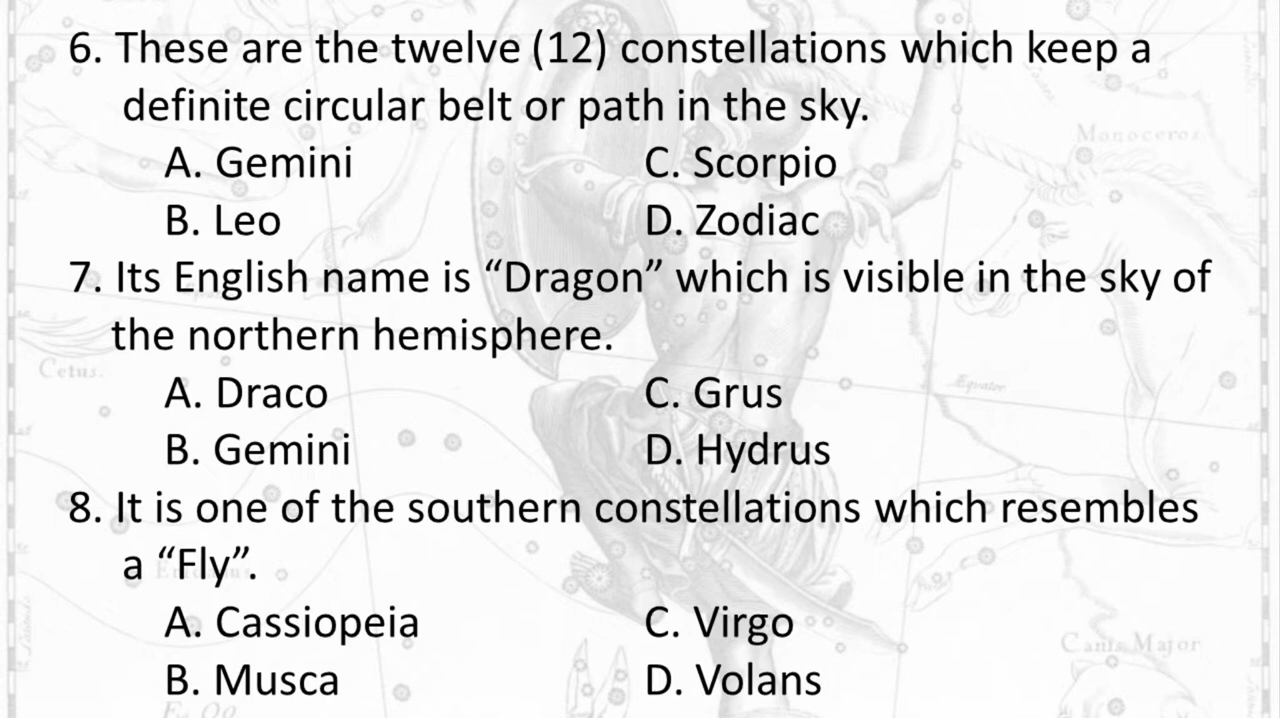 6. These are the twelve (12) constellations which keep a
definite circular belt or path in the sky.
A. Gemini C. Scorpio
B. Leo D. Zodiac
Monoceros
7. Its English name is “Dragon” which is visible in the sky of
the northern hemisphere.
Cetus.
Æquator
A. Draco C. Grus
B. Gemini D. Hydrus
8. It is one of the southern constellations which resembles
a “Fly”.
A. Cassiopeia C. Virgo
Canis Major
B. Musca D. Volans